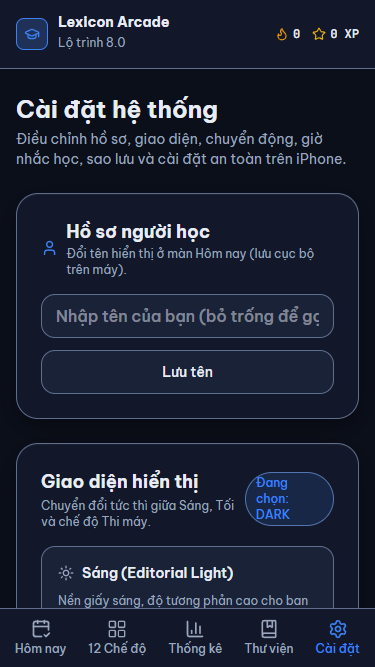 Lexicon Arcade
Lộ trình 8.0
0
0 XP
Cài đặt hệ thống
Điều chỉnh hồ sơ, giao diện, chuyển động, giờ
nhắc học, sao lưu và cài đặt an toàn trên iPhone.
Hồ sơ người học
Đổi tên hiển thị ở màn Hôm nay (lưu cục bộ
trên máy).
Nhập tên của bạn (bỏ trống để gọ
Lưu tên
Giao diện hiển thị
Chuyển đổi tức thì giữa Sáng, Tối
và chế độ Thi máy.
Đang
chọn:
DARK
Sáng (Editorial Light)
Nền giấy sáng, độ tương phản cao cho ban
Hôm nay
12 Chế độ
Thống kê
Thư viện
Cài đặt